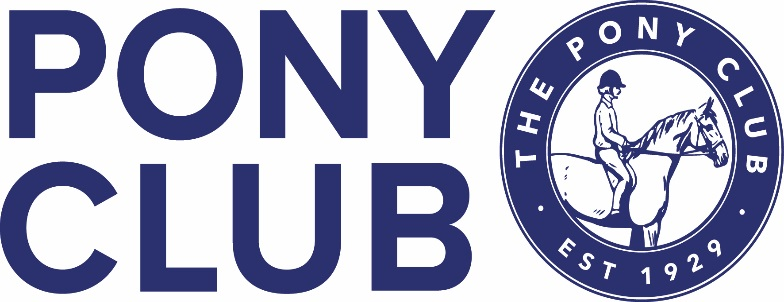 PONY
CLUB
THE PONY CLUB
EST 1929